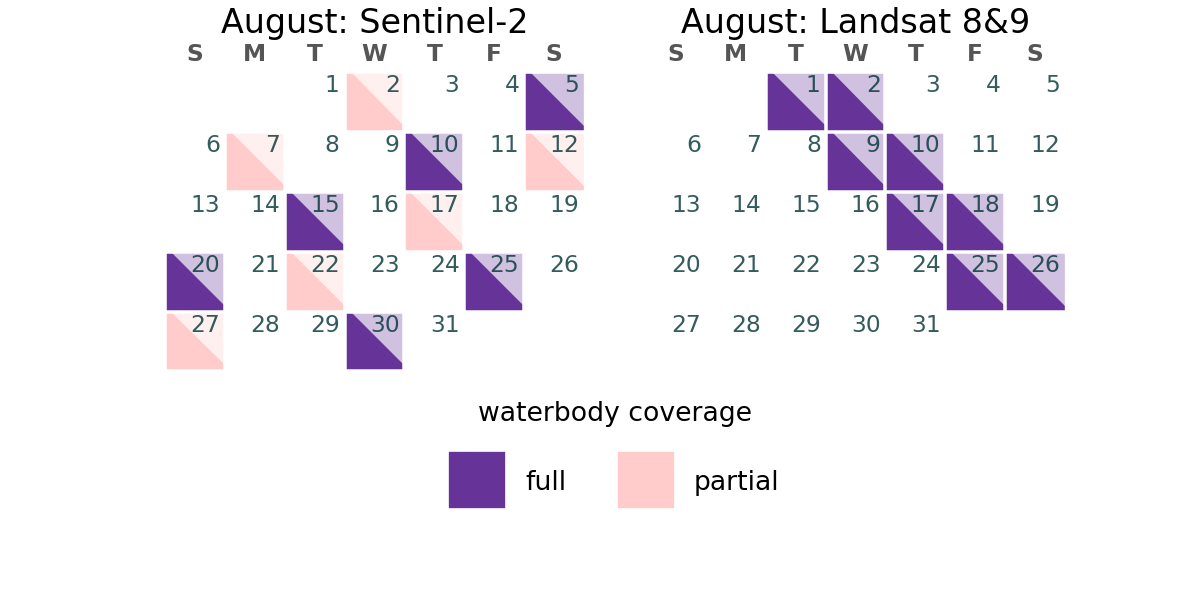 August: Sentinel-2
S M T W T F S
1 2 3 4 5
6 7 8 9 10 11 12
13 14 15 16 17 18 19
20 21 22 23 24 25 26
27 28 29 30 31
August: Landsat 8&9
S M T W T F S
1 2 3 4 5
6 7 8 9 10 11 12
13 14 15 16 17 18 19
20 21 22 23 24 25 26
27 28 29 30 31
waterbody coverage
full partial